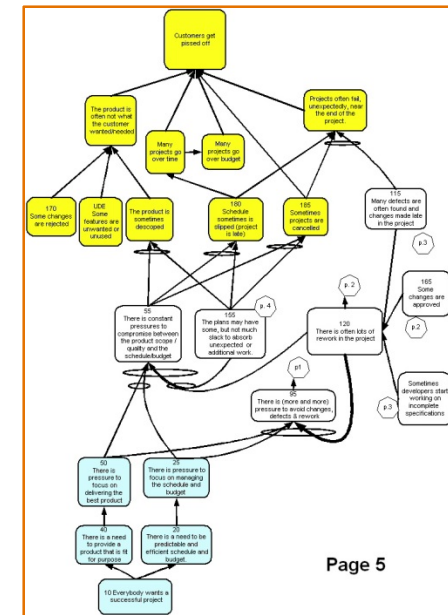 Customers get
pissed off
The product is
often not what
the customer
wanted/needed
Projects often fail,
unexpectedly, near
the end of the
project.
Many
projects go
over time
Many
projects go
over budget
170
Some changes
are rejected
UDE
Some
features are
unwanted or
unused
The product is
sometimes
descoped
180
Schedule
sometimes is
slipped (project
is late)
185
Sometimes
projects are
cancelled
115
Many defects are
often found and
changes made late
in the project
p.3
55
There is constant
pressures to
compromise between
the product scope /
quality and the
schedule/budget
155
The plans may have
some, but not much
slack to absorb
unexpected or
additional work.
p. 4
p. 2
165
Some
changes are
approved
p.2
120
There is often lots of
rework in the project
p1
95
There is (more and more)
pressure to avoid changes,
defects & rework
Sometimes
developers start
working on
incomplete
specifications
p.3
50
There is
pressure to
focus on
delivering the
best product
25
There is pressure to
focus on managing
the schedule and
budget
40
There is a need
to provide a
product that is fit
for purpose
20
There is a need to be
predictable and
efficient schedule and
budget.
10 Everybody wants a
successful project
Page 5